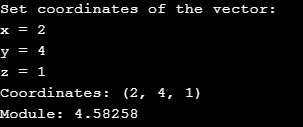 Set coordinates of the vector:
x = 2
y = 4
z = 1
Coordinates: (2, 4, 1)
Module: 4.58258